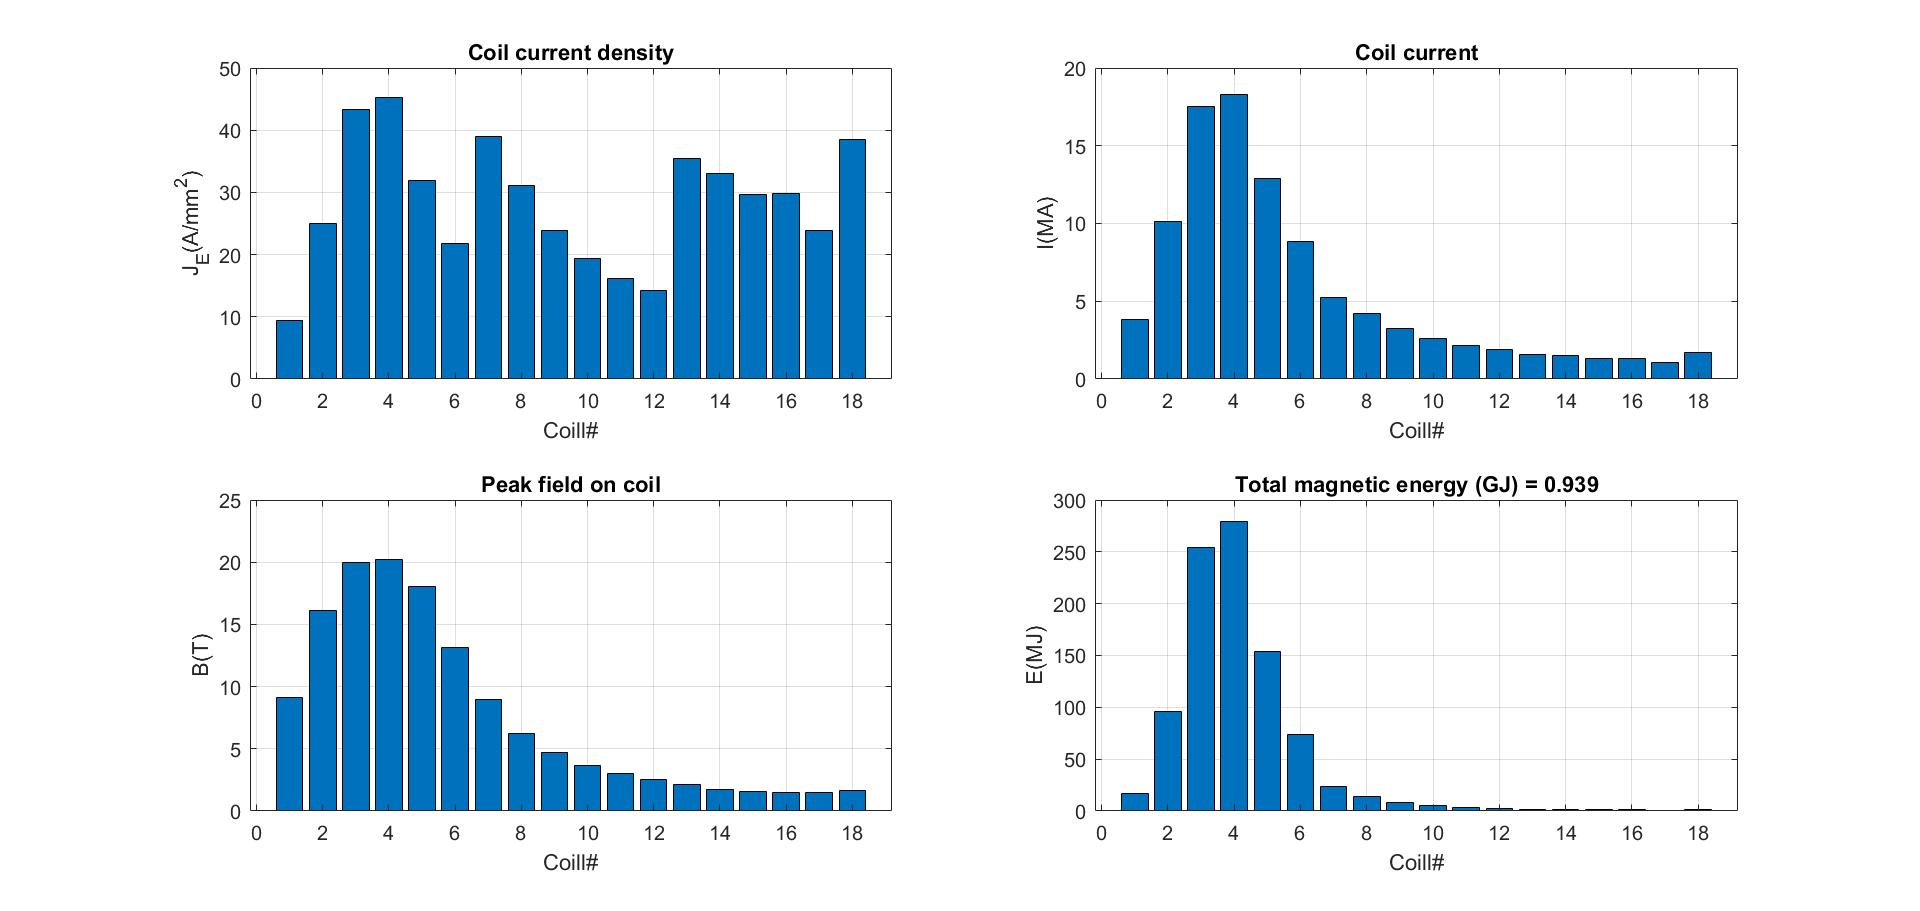 Coil current density
50
40
30
20
10
0
J_E(A/mm^2)
0 2 4 6 8 10 12 14 16 18
Coill#
Coil current
20
15
10
5
0
I(MA)
0 2 4 6 8 10 12 14 16 18
Coill#
Peak field on coil
25
20
15
10
5
0
B(T)
0 2 4 6 8 10 12 14 16 18
Coill#
Total magnetic energy (GJ) = 0.939
300
250
200
150
100
50
0
E(MJ)
0 2 4 6 8 10 12 14 16 18
Coill#